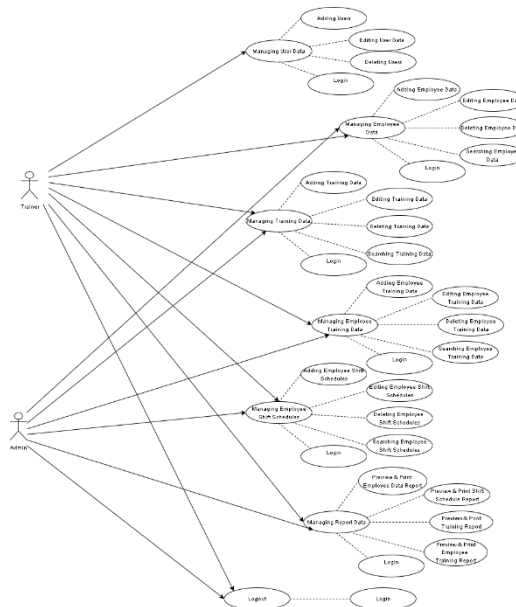 Adding Users
Editing User Data
Managing User Data
Deleting Users
Login
Adding Employee Data
Editing Employee Da
Managing Employee
Data
Deleting Employee Da
Searching Employee
Data
Login
Trainer
Adding Training Data
Editing Training Data
Managing Training Data
Deleting Training Data
Searching Training Data
Login
Adding Employee
Training Data
Editing Employee
Training Data
Managing Employee
Training Data
Deleting Employee
Training Data
Searching Employee
Training Data
Login
Adding Employee Shift
Schedules
Editing Employee Shift
Schedules
Managing Employee
Shift Schedules
Deleting Employee
Shift Schedules
Searching Employee
Shift Schedules
Login
Admin
Preview & Print
Employee Data Report
Preview & Print Shift
Schedule Report
Managing Report Data
Preview & Print
Training Report
Preview & Print
Employee
Training Report
Login
Logout
Login